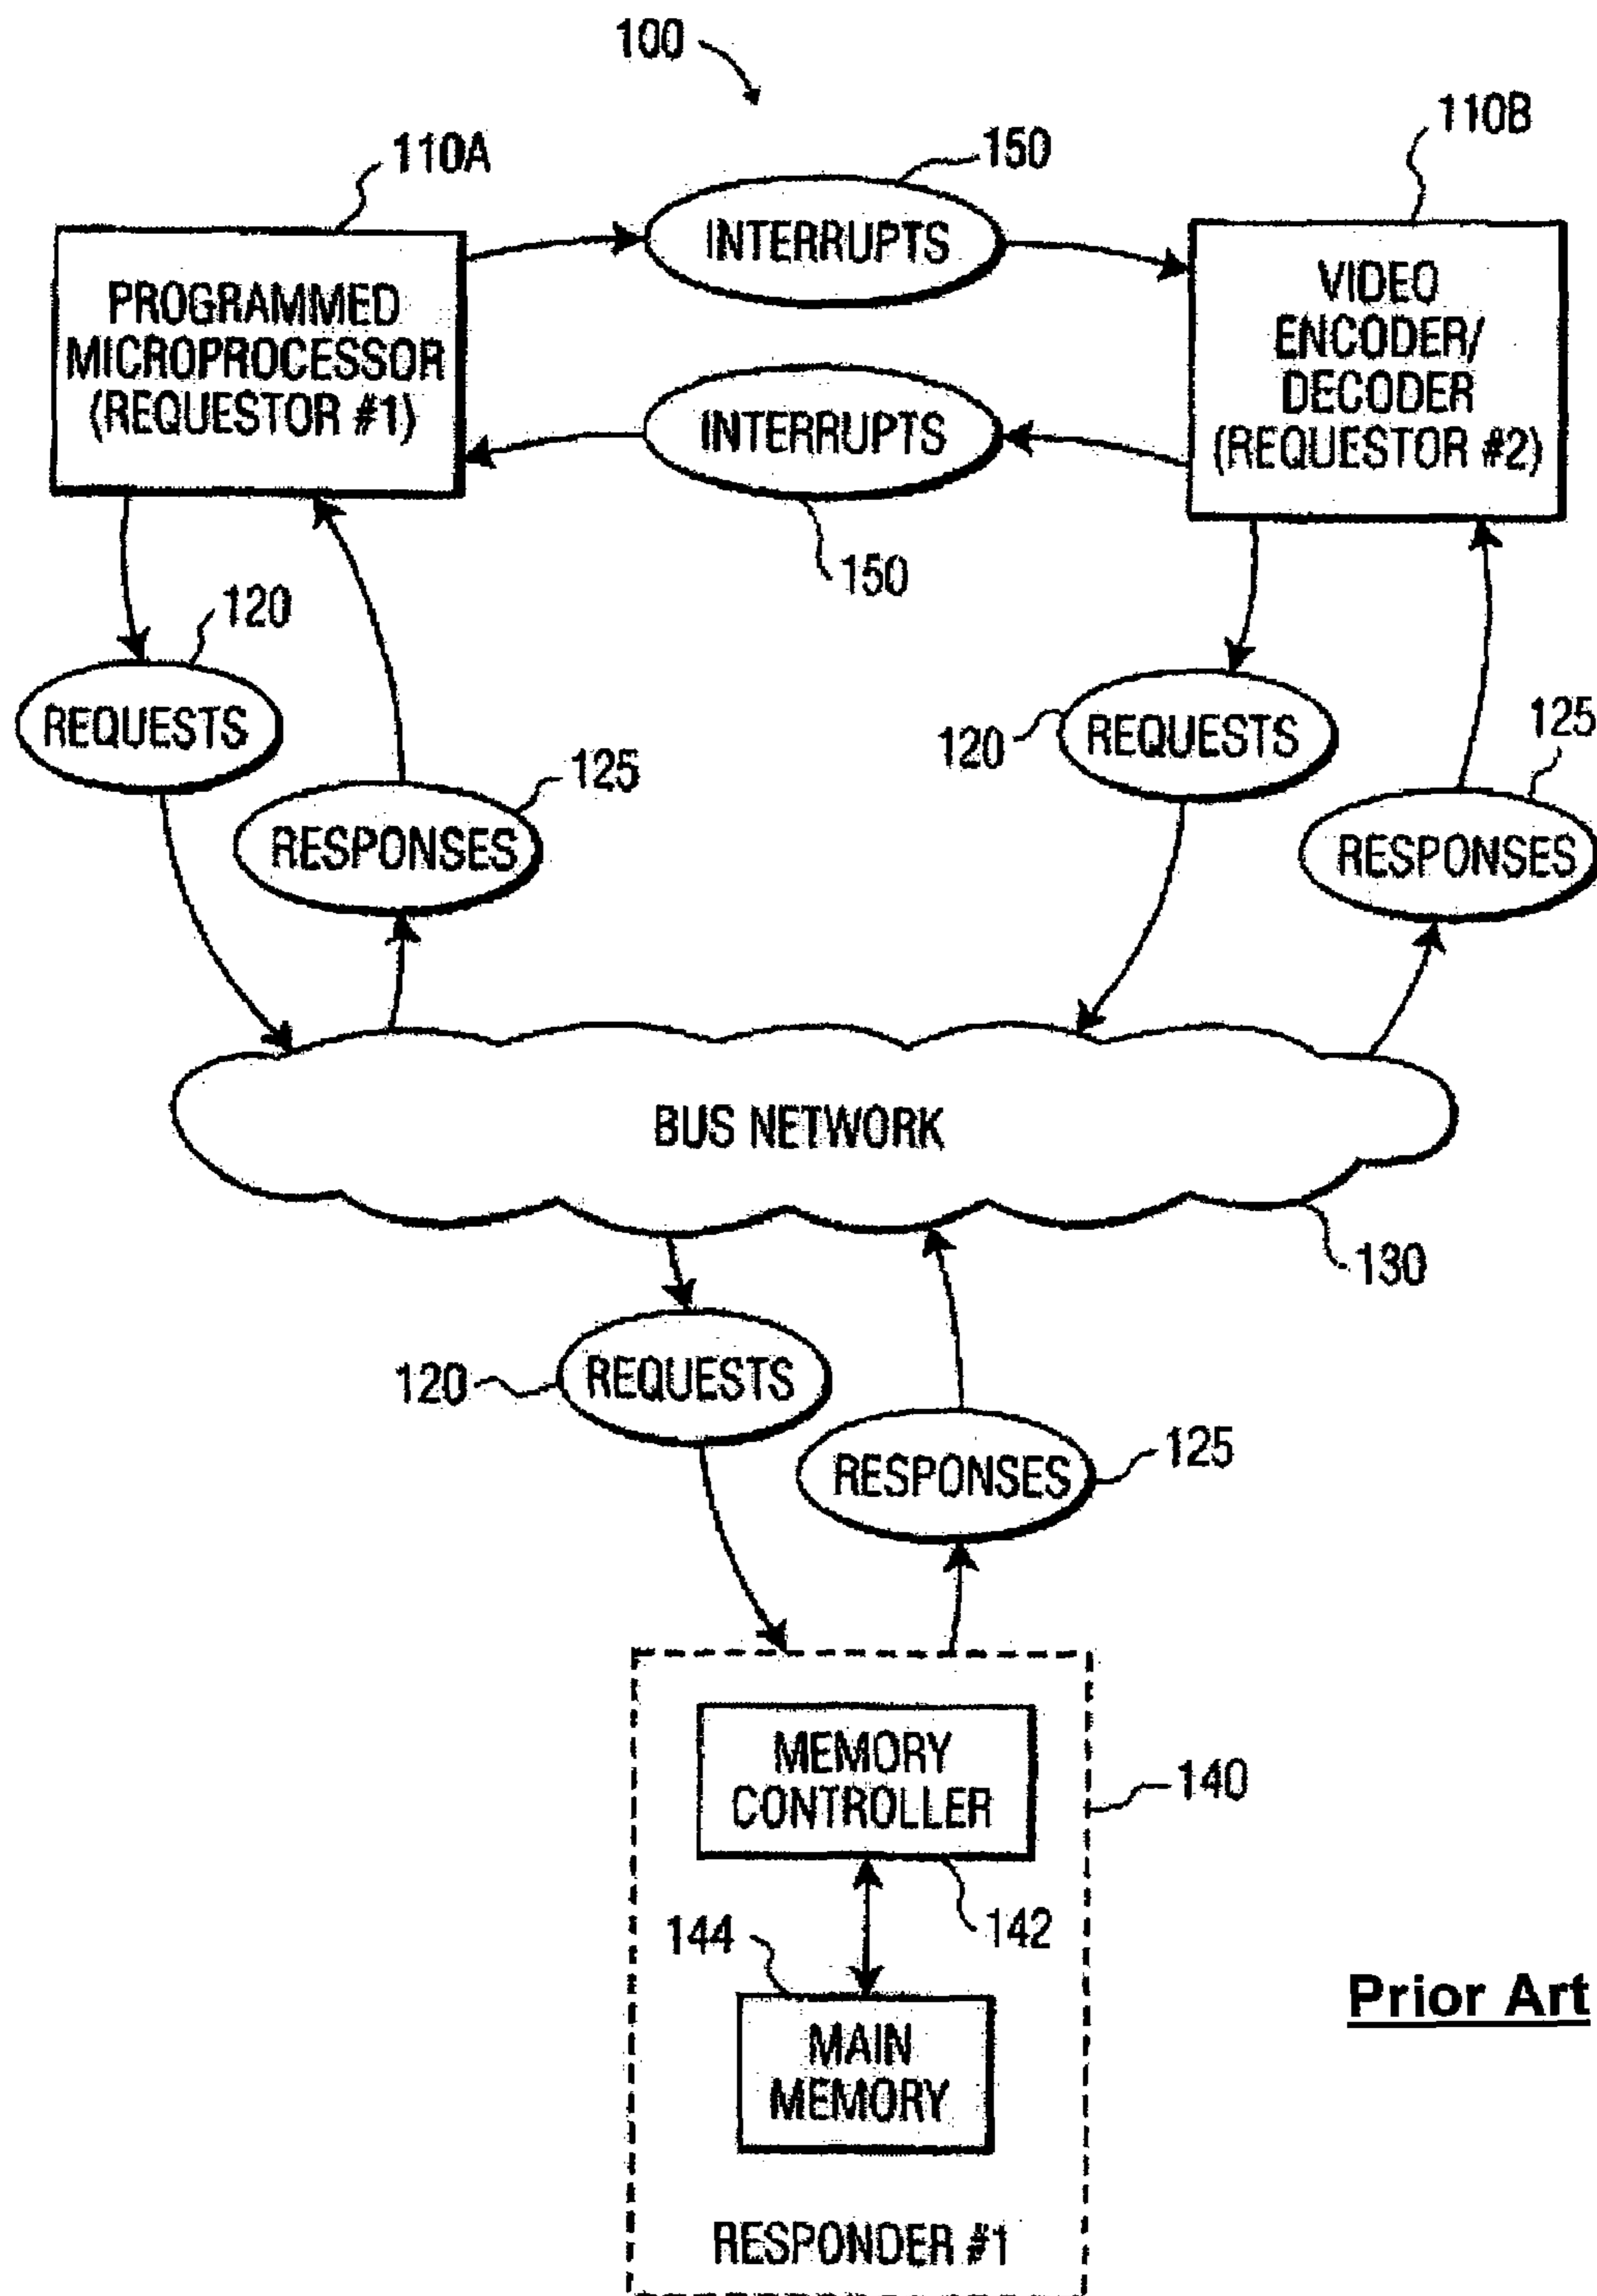 100
110A
150
110B
INTERRUPTS
PROGRAMMED
MICROPROCESSOR
(REQUESTOR #1)
VIDEO
ENCODER/
DECODER
(REQUESTOR #2)
INTERRUPTS
150
120
REQUESTS
125
RESPONSES
120
REQUESTS
125
RESPONSES
BUS NETWORK
130
120
REQUESTS
125
RESPONSES
MEMORY
CONTROLLER
140
142
144
MAIN
MEMORY
RESPONDER #1
Prior Art